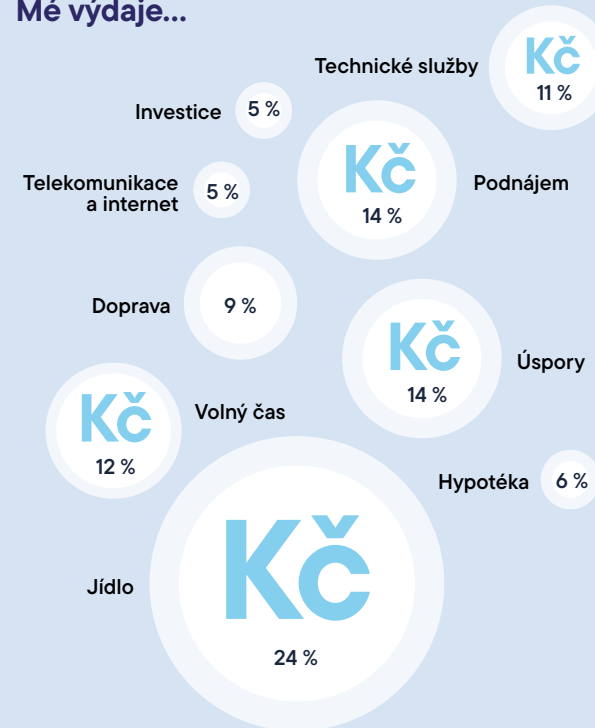 Mé výdaje...
Technické služby
Kč
11 %
Investice
5 %
Kč
14 %
Podnájem
Telekomunikace
a internet
5 %
Doprava
9 %
Kč
14 %
Úspory
Kč
12 %
Volný čas
Hypotéka
6 %
Jídlo
Kč
24 %